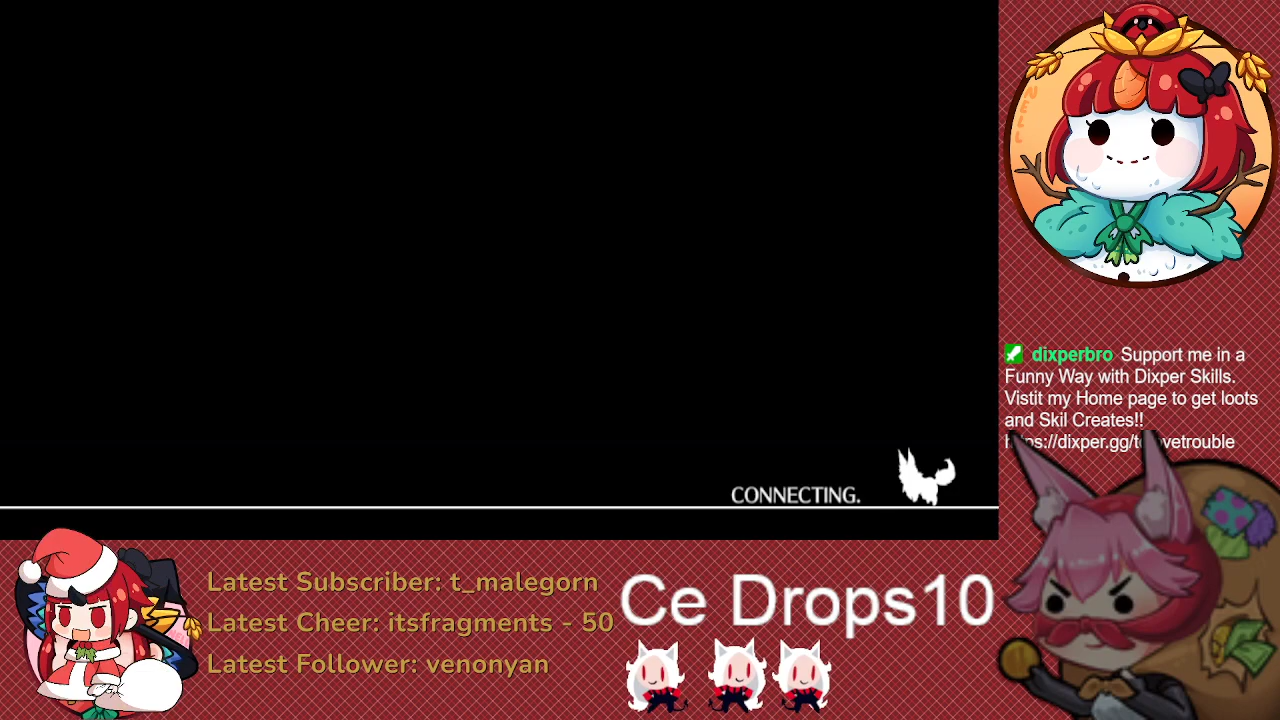 NELL
dixperbro Support me in a
Funny Way with Dixper Skills.
Vistit my Home page to get loots
and Skil Creates!!
CONNECTING.
Latest Subscriber: t_malegorn
Latest Cheer: itsfragments - 50
Latest Follower: venonyan
Ce Drops10